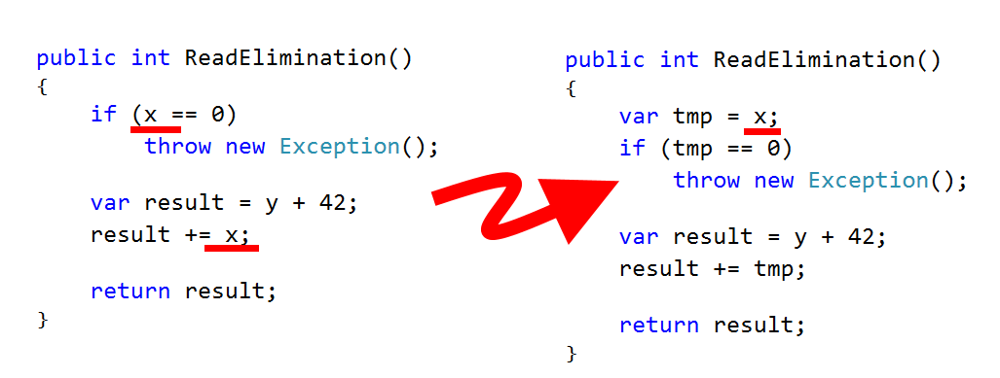 public int ReadElimination()
{
    if (x == 0)
        throw new Exception();

    var result = y + 42;
    result += x;

    return result;
}
public int ReadElimination()
{
    var tmp = x;
    if (tmp == 0)
        throw new Exception();

    var result = y + 42;
    result += tmp;

    return result;
}